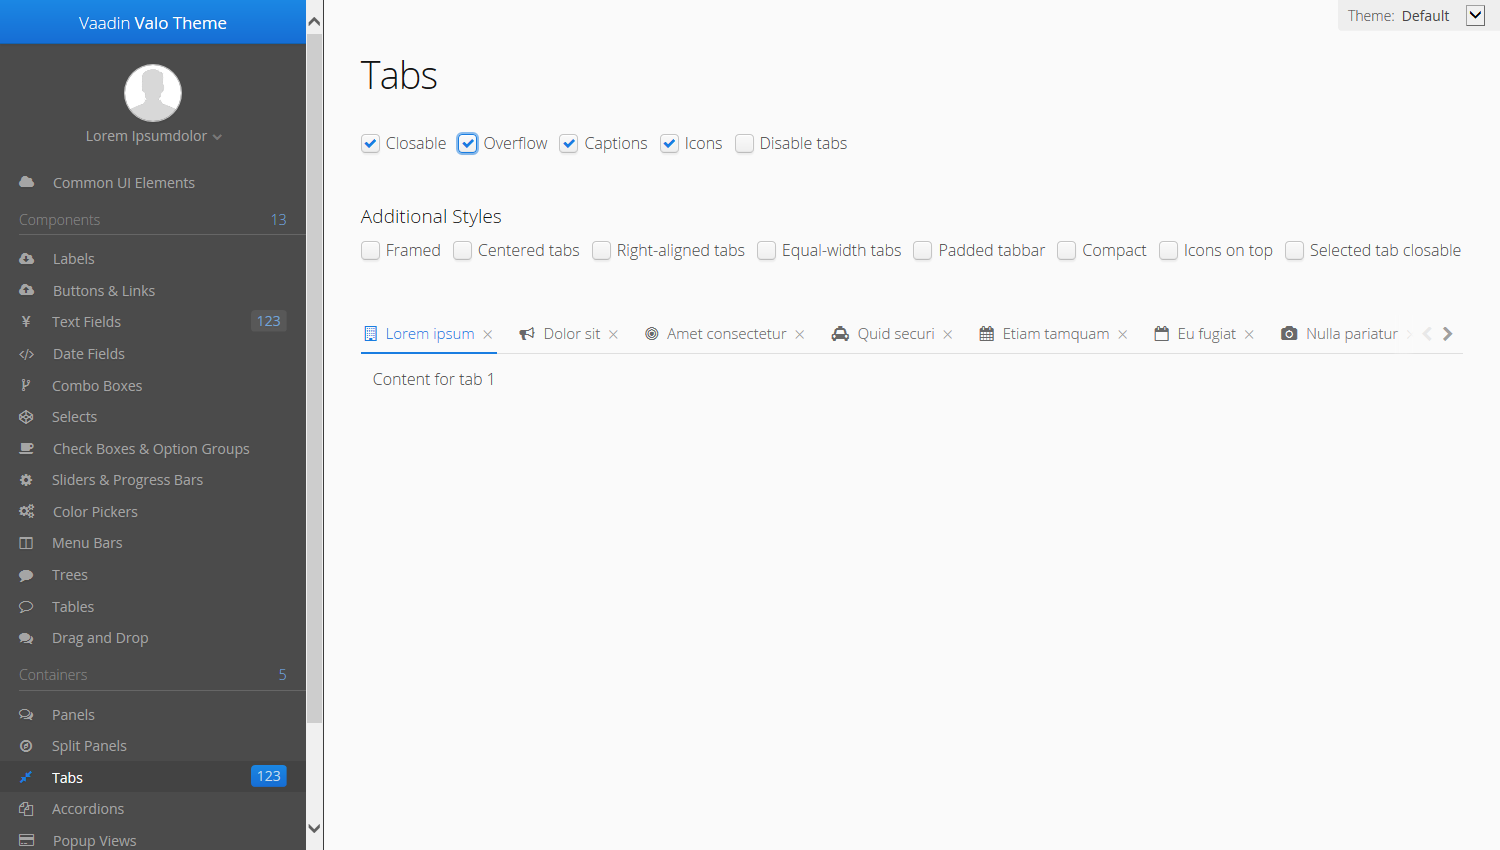 Vaadin Valo Theme
Lorem Ipsumdolor
Common UI Elements
Components 13
Labels
Buttons & Links
Text Fields 123
Date Fields
Combo Boxes
Selects
Check Boxes & Option Groups
Sliders & Progress Bars
Color Pickers
Menu Bars
Trees
Tables
Drag and Drop
Containers 5
Panels
Split Panels
Tabs 123
Accordions
Popup Views
Theme: Default
Tabs
Closable Overflow Captions Icons Disable tabs
Additional Styles
Framed Centered tabs Right-aligned tabs Equal-width tabs Padded tabbar Compact Icons on top Selected tab closable
Lorem ipsum Dolor sit Amet consectetur Quid securi Etiam tamquam Eu fugiat Nulla pariatur
Content for tab 1